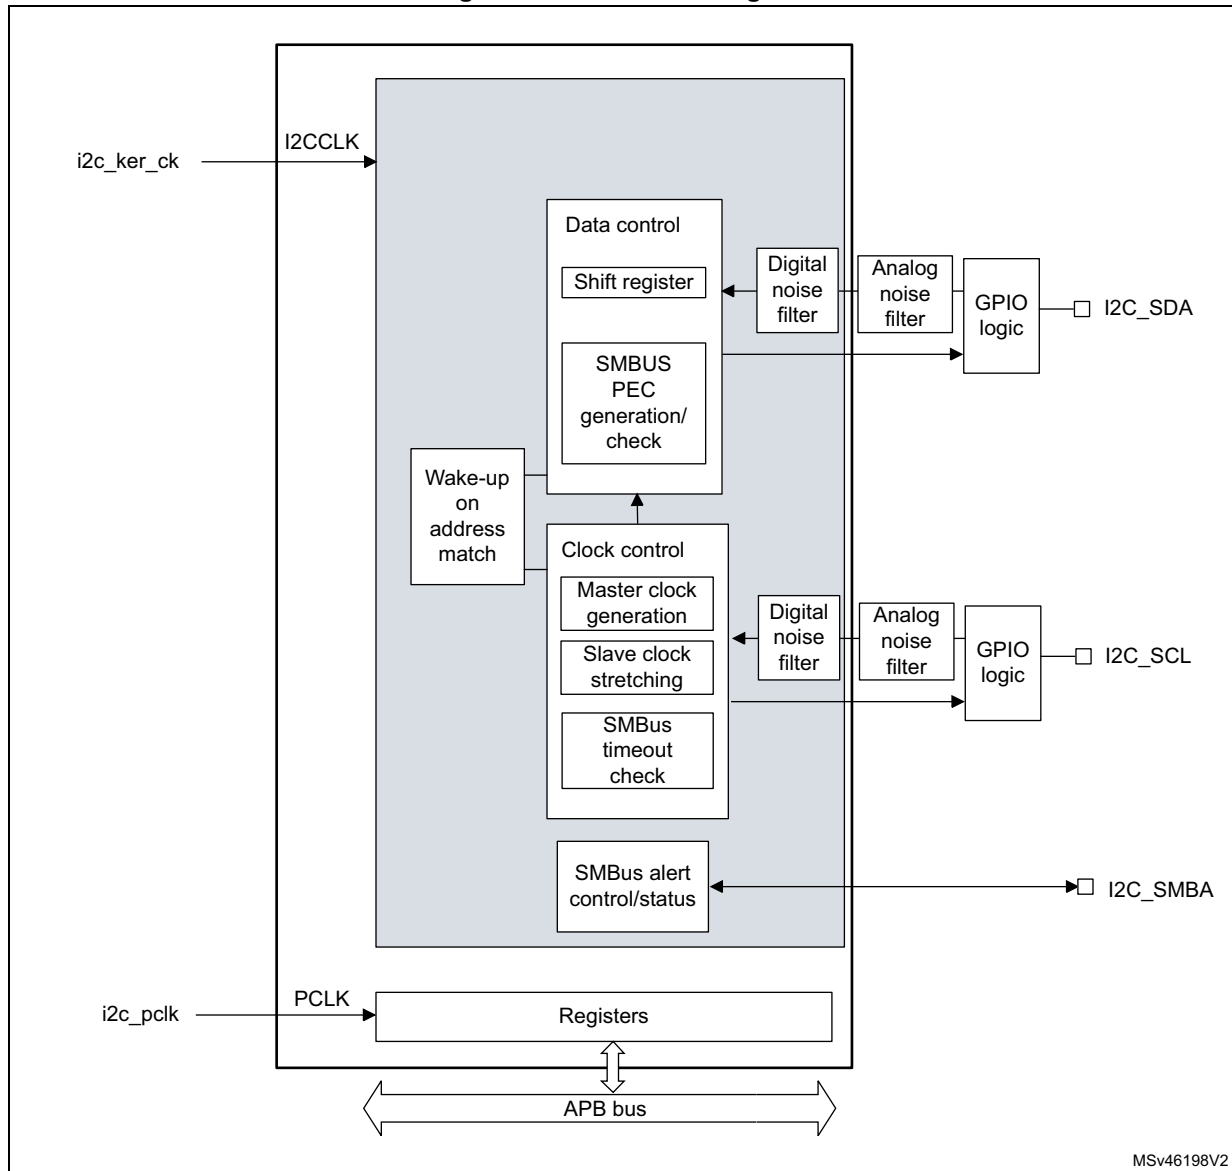 I2CCLK
i2c_ker_ck
Data control
Shift register
SMBUS
PEC
generation/
check
Digital
noise
filter
Analog
noise
filter
GPIO
logic
I2C_SDA
Wake-up
on
address
match
Clock control
Master clock
generation
Slave clock
stretching
SMBus
timeout
check
Digital
noise
filter
Analog
noise
filter
GPIO
logic
I2C_SCL
SMBus alert
control/status
I2C_SMBA
PCLK
i2c_pclk
Registers
APB bus
MSv46198V2